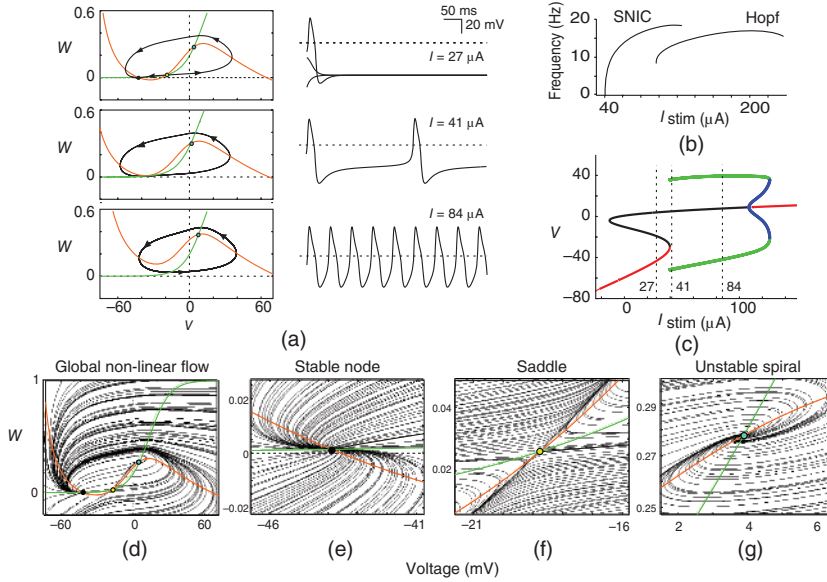 50 ms
20 mV
0.6
W
0
I = 27 μA
0.6
W
0
I = 41 μA
0.6
W
0
I = 84 μA
−60
0
60
V
(a)
20
15
10
5
0
Frequency (Hz)
SNIC
Hopf
40
200
I stim (μA)
(b)
40
0
−40
−80
V
27
41
84
0
100
I stim (μA)
(c)
Global non-linear flow
Stable node
Saddle
Unstable spiral
1
W
0
−60
0
60
(d)
0.02
0
−0.02
−46
−41
(e)
0.04
0.02
−21
−16
(f)
0.29
0.27
0.25
2
4
6
(g)
Voltage (mV)